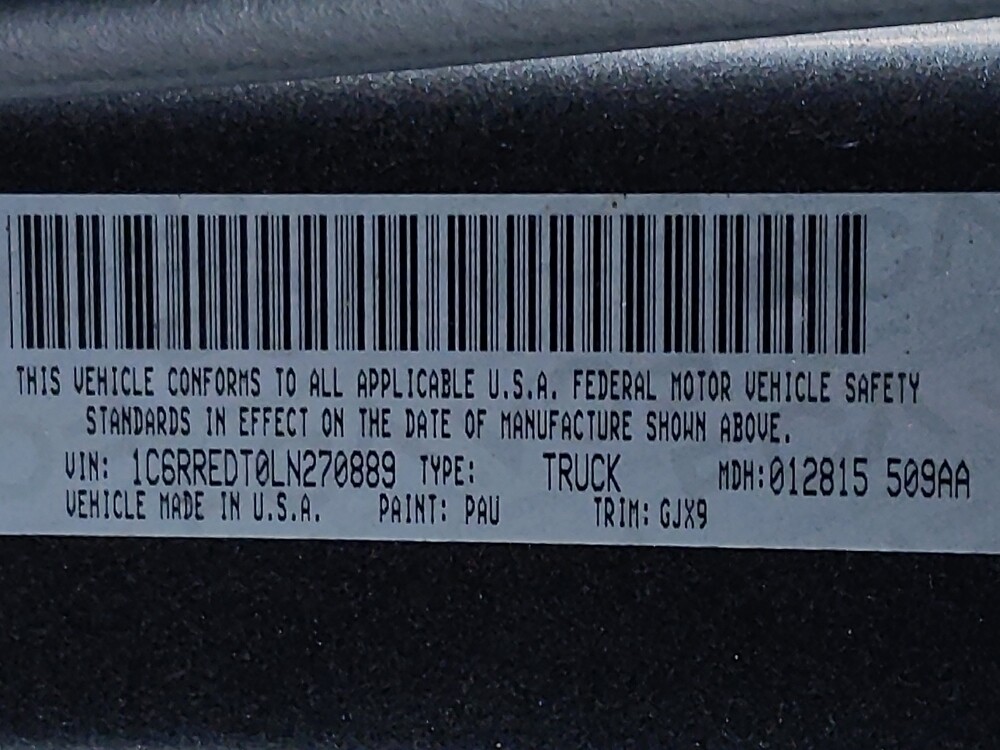 THIS VEHICLE CONFORMS TO ALL APPLICABLE U.S.A. FEDERAL MOTOR VEHICLE SAFETY
STANDARDS IN EFFECT ON THE DATE OF MANUFACTURE SHOWN ABOVE.
VIN: 1C6RREDT0LN270889 TYPE: TRUCK MDH:012815 509AA
VEHICLE MADE IN U.S.A. PAINT: PAU TRIM: GJX9